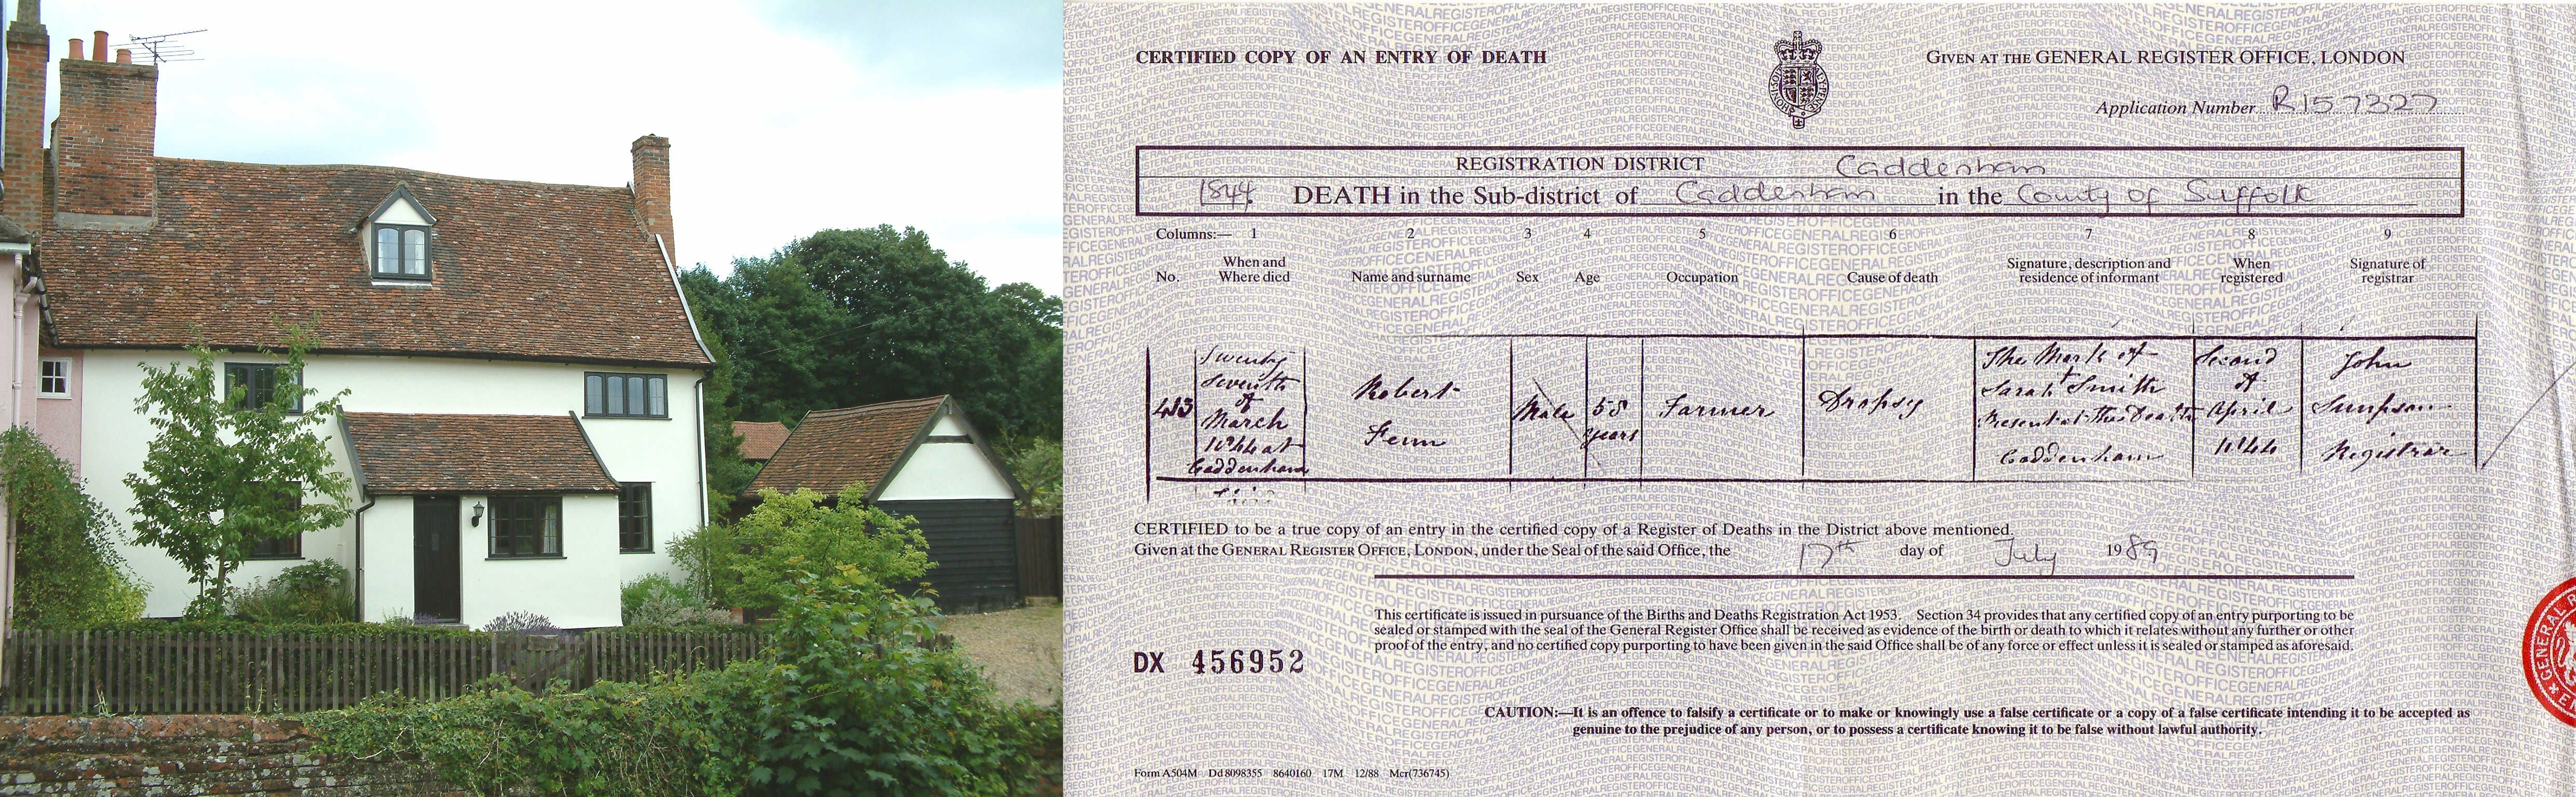 CERTIFIED COPY OF AN ENTRY OF DEATH
GIVEN AT THE GENERAL REGISTER OFFICE, LONDON
Application Number R157327
REGISTRATION DISTRICT Caddenham
1844 DEATH in the Sub-district of Caddenham in the County of Suffolk
Columns:— 1 2 3 4 5 6 7 8 9
No. When and Where died Name and surname Sex Age Occupation Cause of death Signature, description and residence of informant When registered Signature of registrar
413
Twenty
Seventh
of
March
1844 at
Coddenham
Robert
Fenn
Male
58
years
Farmer
Dropsy
The Mark of
Sarah + Smith
Present at the Death
Coddenham
Second
of
April
1844
John
Simpson
Registrar
CERTIFIED to be a true copy of an entry in the certified copy of a Register of Deaths in the District above mentioned.
Given at the GENERAL REGISTER OFFICE, LONDON, under the Seal of the said Office, the 17th day of July 1989
This certificate is issued in pursuance of the Births and Deaths Registration Act 1953. Section 34 provides that any certified copy of an entry purporting to be
sealed or stamped with the seal of the General Register Office shall be received as evidence of the birth or death to which it relates without any further or other
proof of the entry, and no certified copy purporting to have been given in the said Office shall be of any force or effect unless it is sealed or stamped as aforesaid.
DX 456952
CAUTION:—It is an offence to falsify a certificate or to make or knowingly use a false certificate or a copy of a false certificate intending it to be accepted as
genuine to the prejudice of any person, or to possess a certificate knowing it to be false without lawful authority.
Form A504M Dd 8098355 8640160 17M 12/88 Mcr(736745)